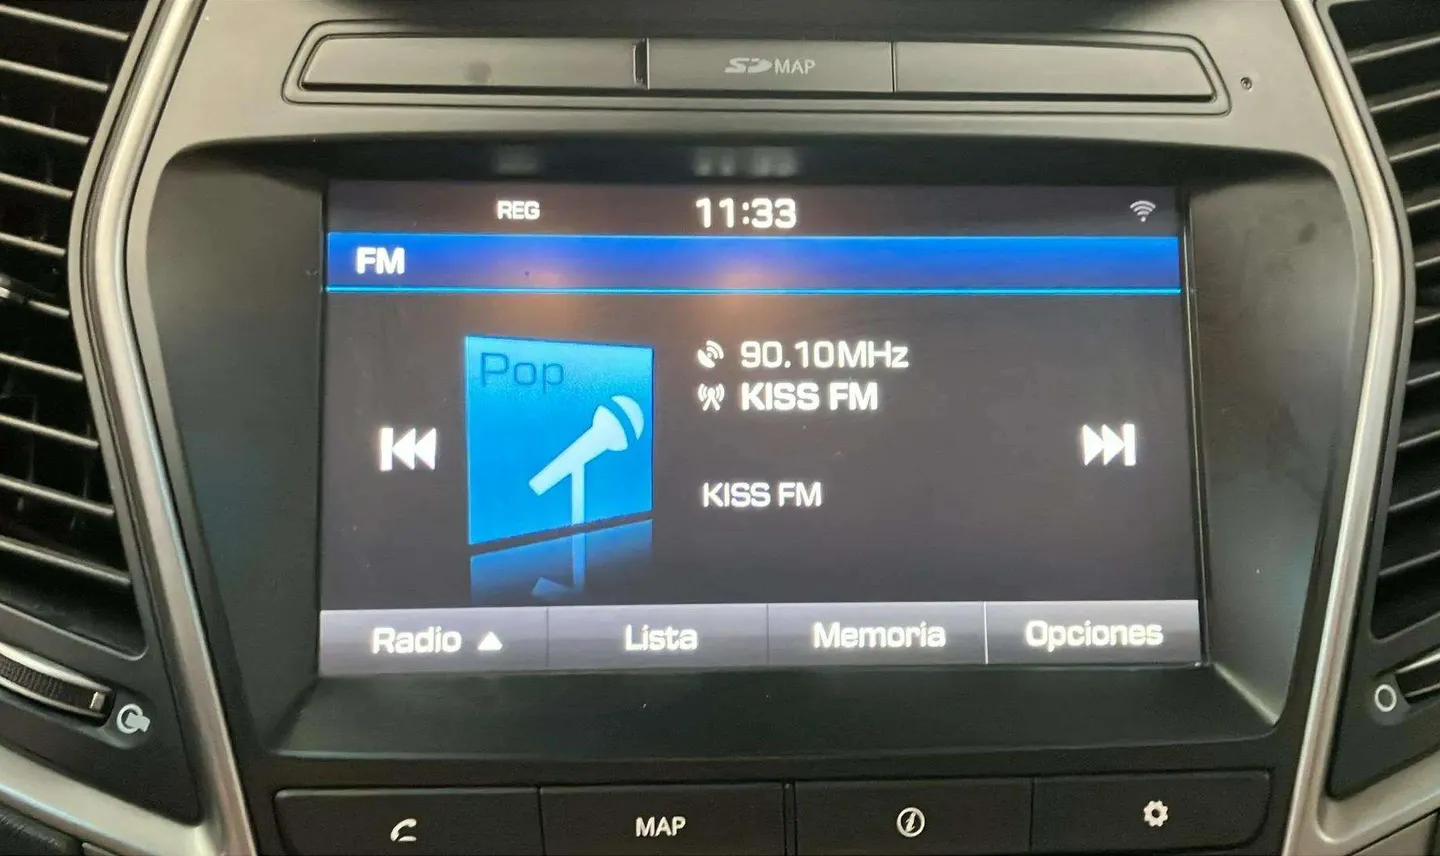 SD MAP
REG 11:33
FM
Pop
90.10MHz
KISS FM
KISS FM
Radio ▲ Lista Memoria Opciones
MAP